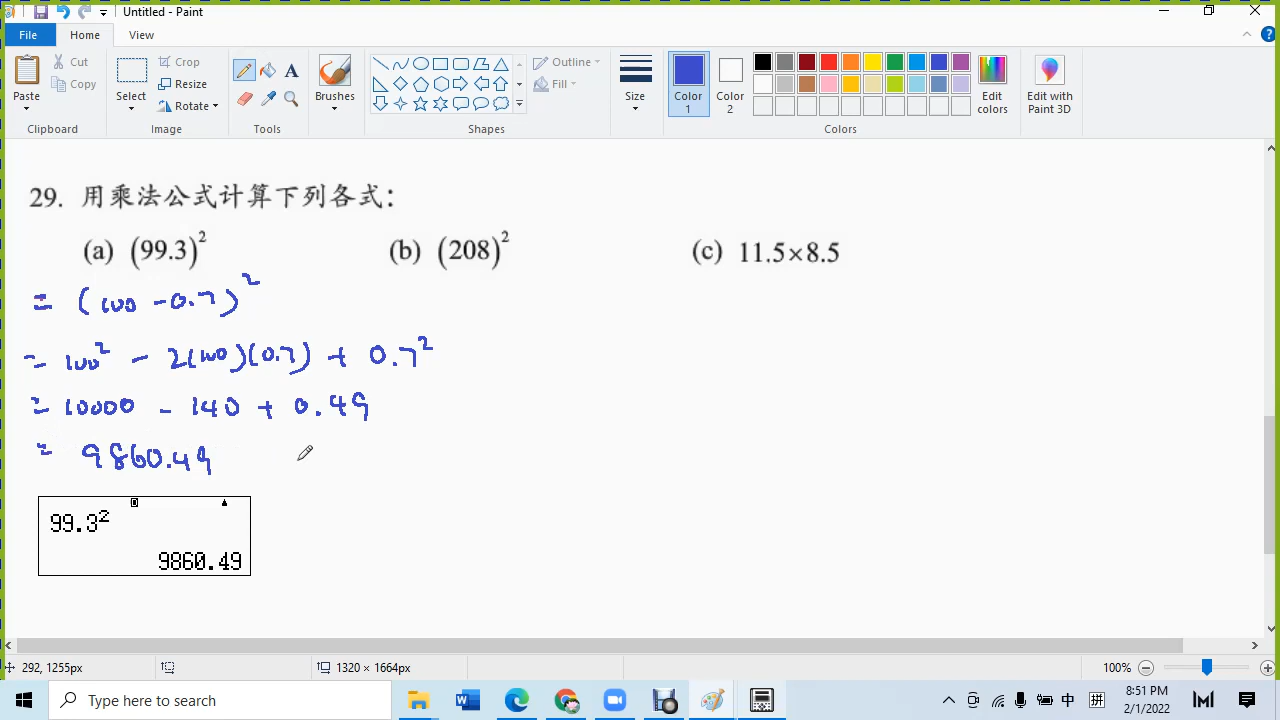 Untitled - Paint
File Home View
Paste
Cut
Copy
Clipboard
Select
Crop
Resize
Rotate
Image
Tools
Brushes
Outline
Fill
Shapes
Size
Color 1
Color 2
Edit colors
Colors
Edit with Paint 3D
29. 用乘法公式计算下列各式:
(a) (99.3)² (b) (208)² (c) 11.5×8.5
= (100 - 0.7)²
= 100² - 2(100)(0.7) + 0.7²
= 10000 - 140 + 0.49
= 9860.49
99.3²
9860.49
292, 1255px 1320 × 1664px 100%
Type here to search
中 拼
8:51 PM
2/1/2022